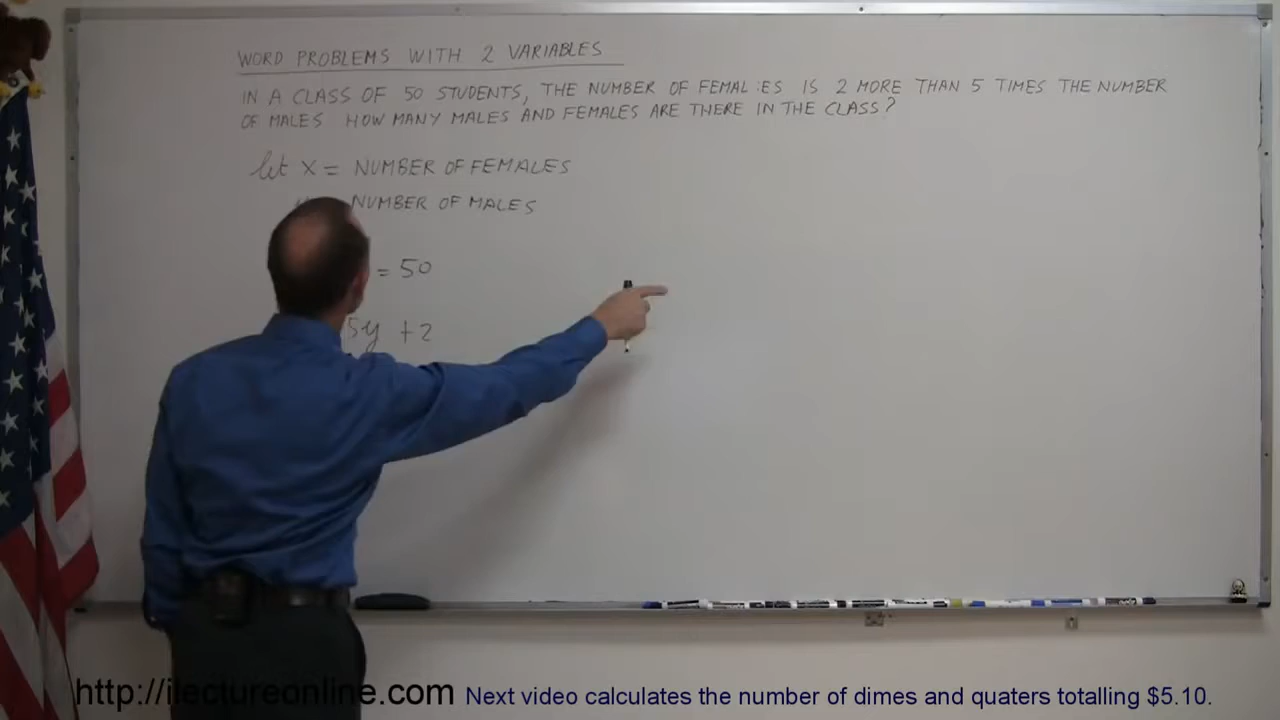 WORD PROBLEMS WITH 2 VARIABLES
IN A CLASS OF 50 STUDENTS, THE NUMBER OF FEMALES IS 2 MORE THAN 5 TIMES THE NUMBER
OF MALES HOW MANY MALES AND FEMALES ARE THERE IN THE CLASS?
let x = NUMBER OF FEMALES
NUMBER OF MALES
= 50
5y + 2
http://ilectureonline.com Next video calculates the number of dimes and quaters totalling $5.10.